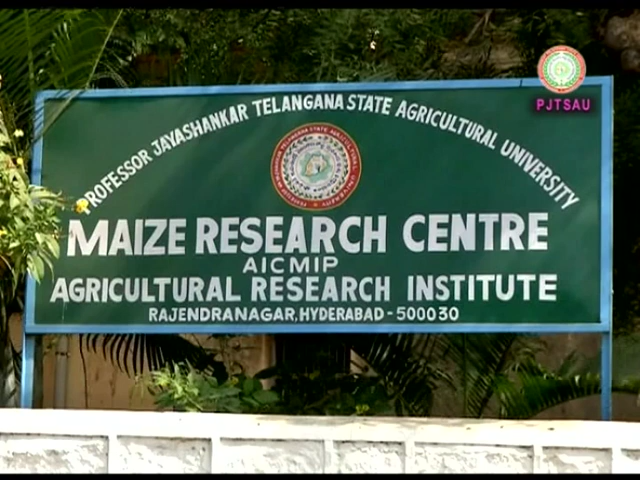 PJTSAU
PROFESSOR JAYASHANKAR TELANGANA STATE AGRICULTURAL UNIVERSITY
MAIZE RESEARCH CENTRE
AICMIP
AGRICULTURAL RESEARCH INSTITUTE
RAJENDRANAGAR, HYDERABAD - 500030